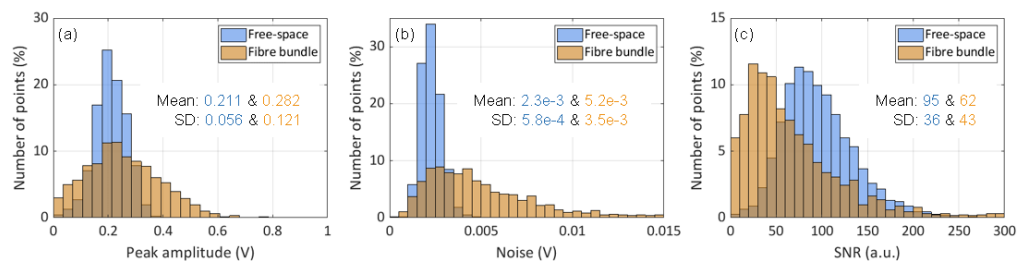 (a)
Free-space
Fibre bundle
Mean: 0.211 & 0.282
SD: 0.056 & 0.121
Number of points (%)
30
20
10
0
0 0.2 0.4 0.6 0.8 1
Peak amplitude (V)
(b)
Free-space
Fibre bundle
Mean: 2.3e-3 & 5.2e-3
SD: 5.8e-4 & 3.5e-3
Number of points (%)
30
20
10
0
0 0.005 0.01 0.015
Noise (V)
(c)
Free-space
Fibre bundle
Mean: 95 & 62
SD: 36 & 43
Number of points (%)
15
10
5
0
0 50 100 150 200 250 300
SNR (a.u.)